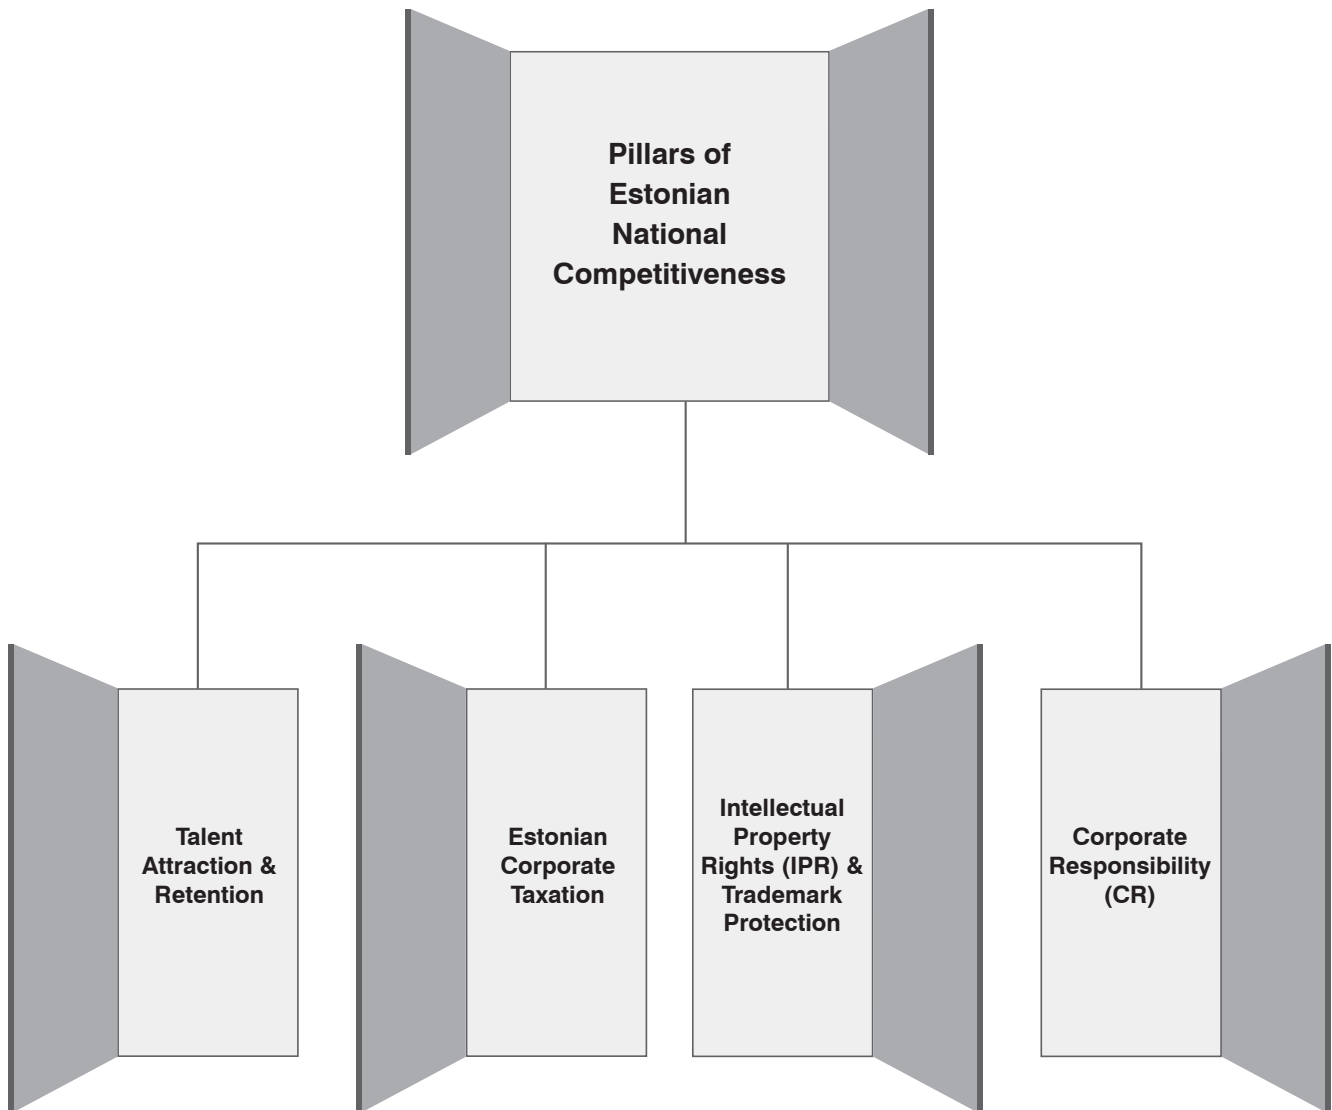 Pillars of
Estonian
National
Competitiveness
Talent
Attraction &
Retention
Estonian
Corporate
Taxation
Intellectual
Property
Rights (IPR) &
Trademark
Protection
Corporate
Responsibility
(CR)